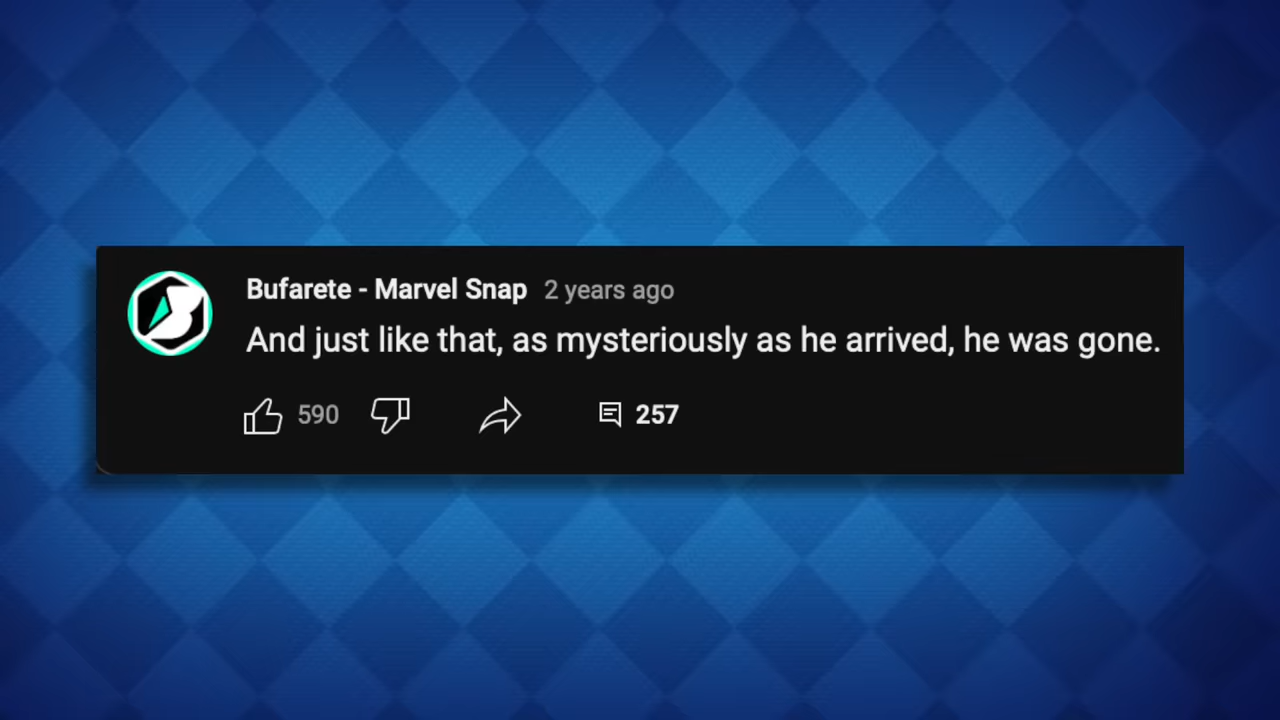 Bufarete - Marvel Snap 2 years ago
And just like that, as mysteriously as he arrived, he was gone.
590 257